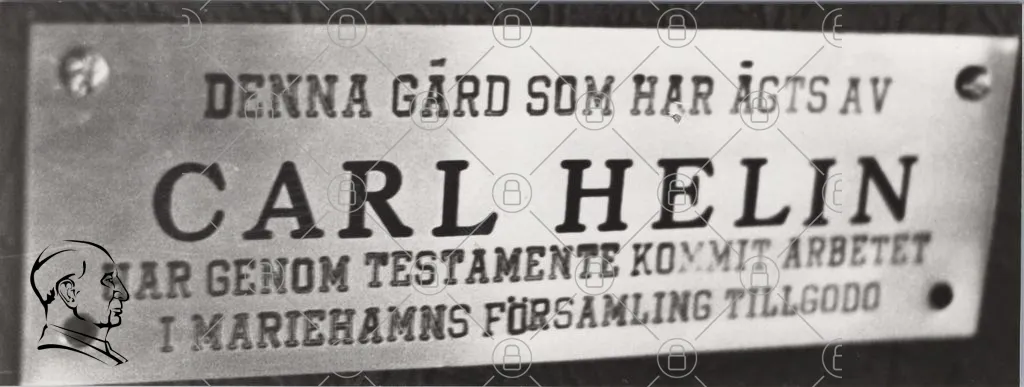 DENNA GÅRD SOM HAR ÄGTS AV
CARL HELIN
HAR GENOM TESTAMENTE KOMMIT ARBETET
I MARIEHAMNS FÖRSAMLING TILLGODO